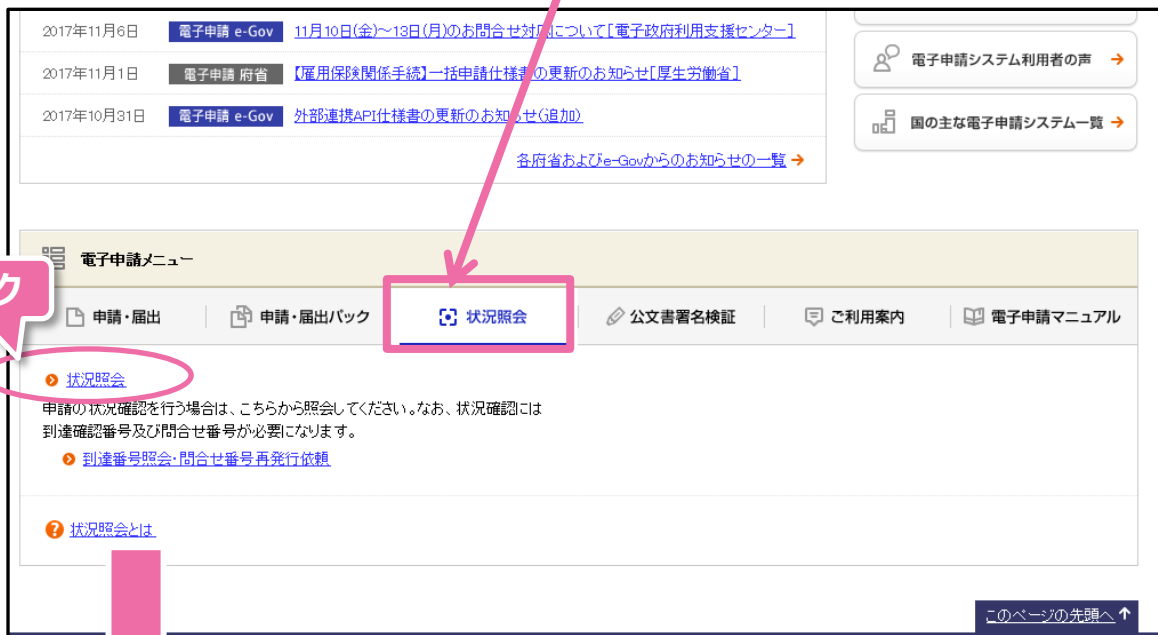 2017年11月6日 電子申請 e-Gov 11月10日(金)～13日(月)のお問合せ対応について[電子政府利用支援センター]
2017年11月1日 電子申請 府省 【雇用保険関係手続】一括申請仕様書の更新のお知らせ[厚生労働省]
2017年10月31日 電子申請 e-Gov 外部連携API仕様書の更新のお知らせ(追加)
各府省およびe-Govからのお知らせの一覧
電子申請システム利用者の声
国の主な電子申請システム一覧
電子申請メニュー
ク
申請・届出
申請・届出パック
状況照会
公文書署名検証
ご利用案内
電子申請マニュアル
状況照会
申請の状況確認を行う場合は、こちらから照会してください。なお、状況確認には
到達確認番号及び問合せ番号が必要になります。
到達番号照会・問合せ番号再発行依頼
状況照会とは
このページの先頭へ